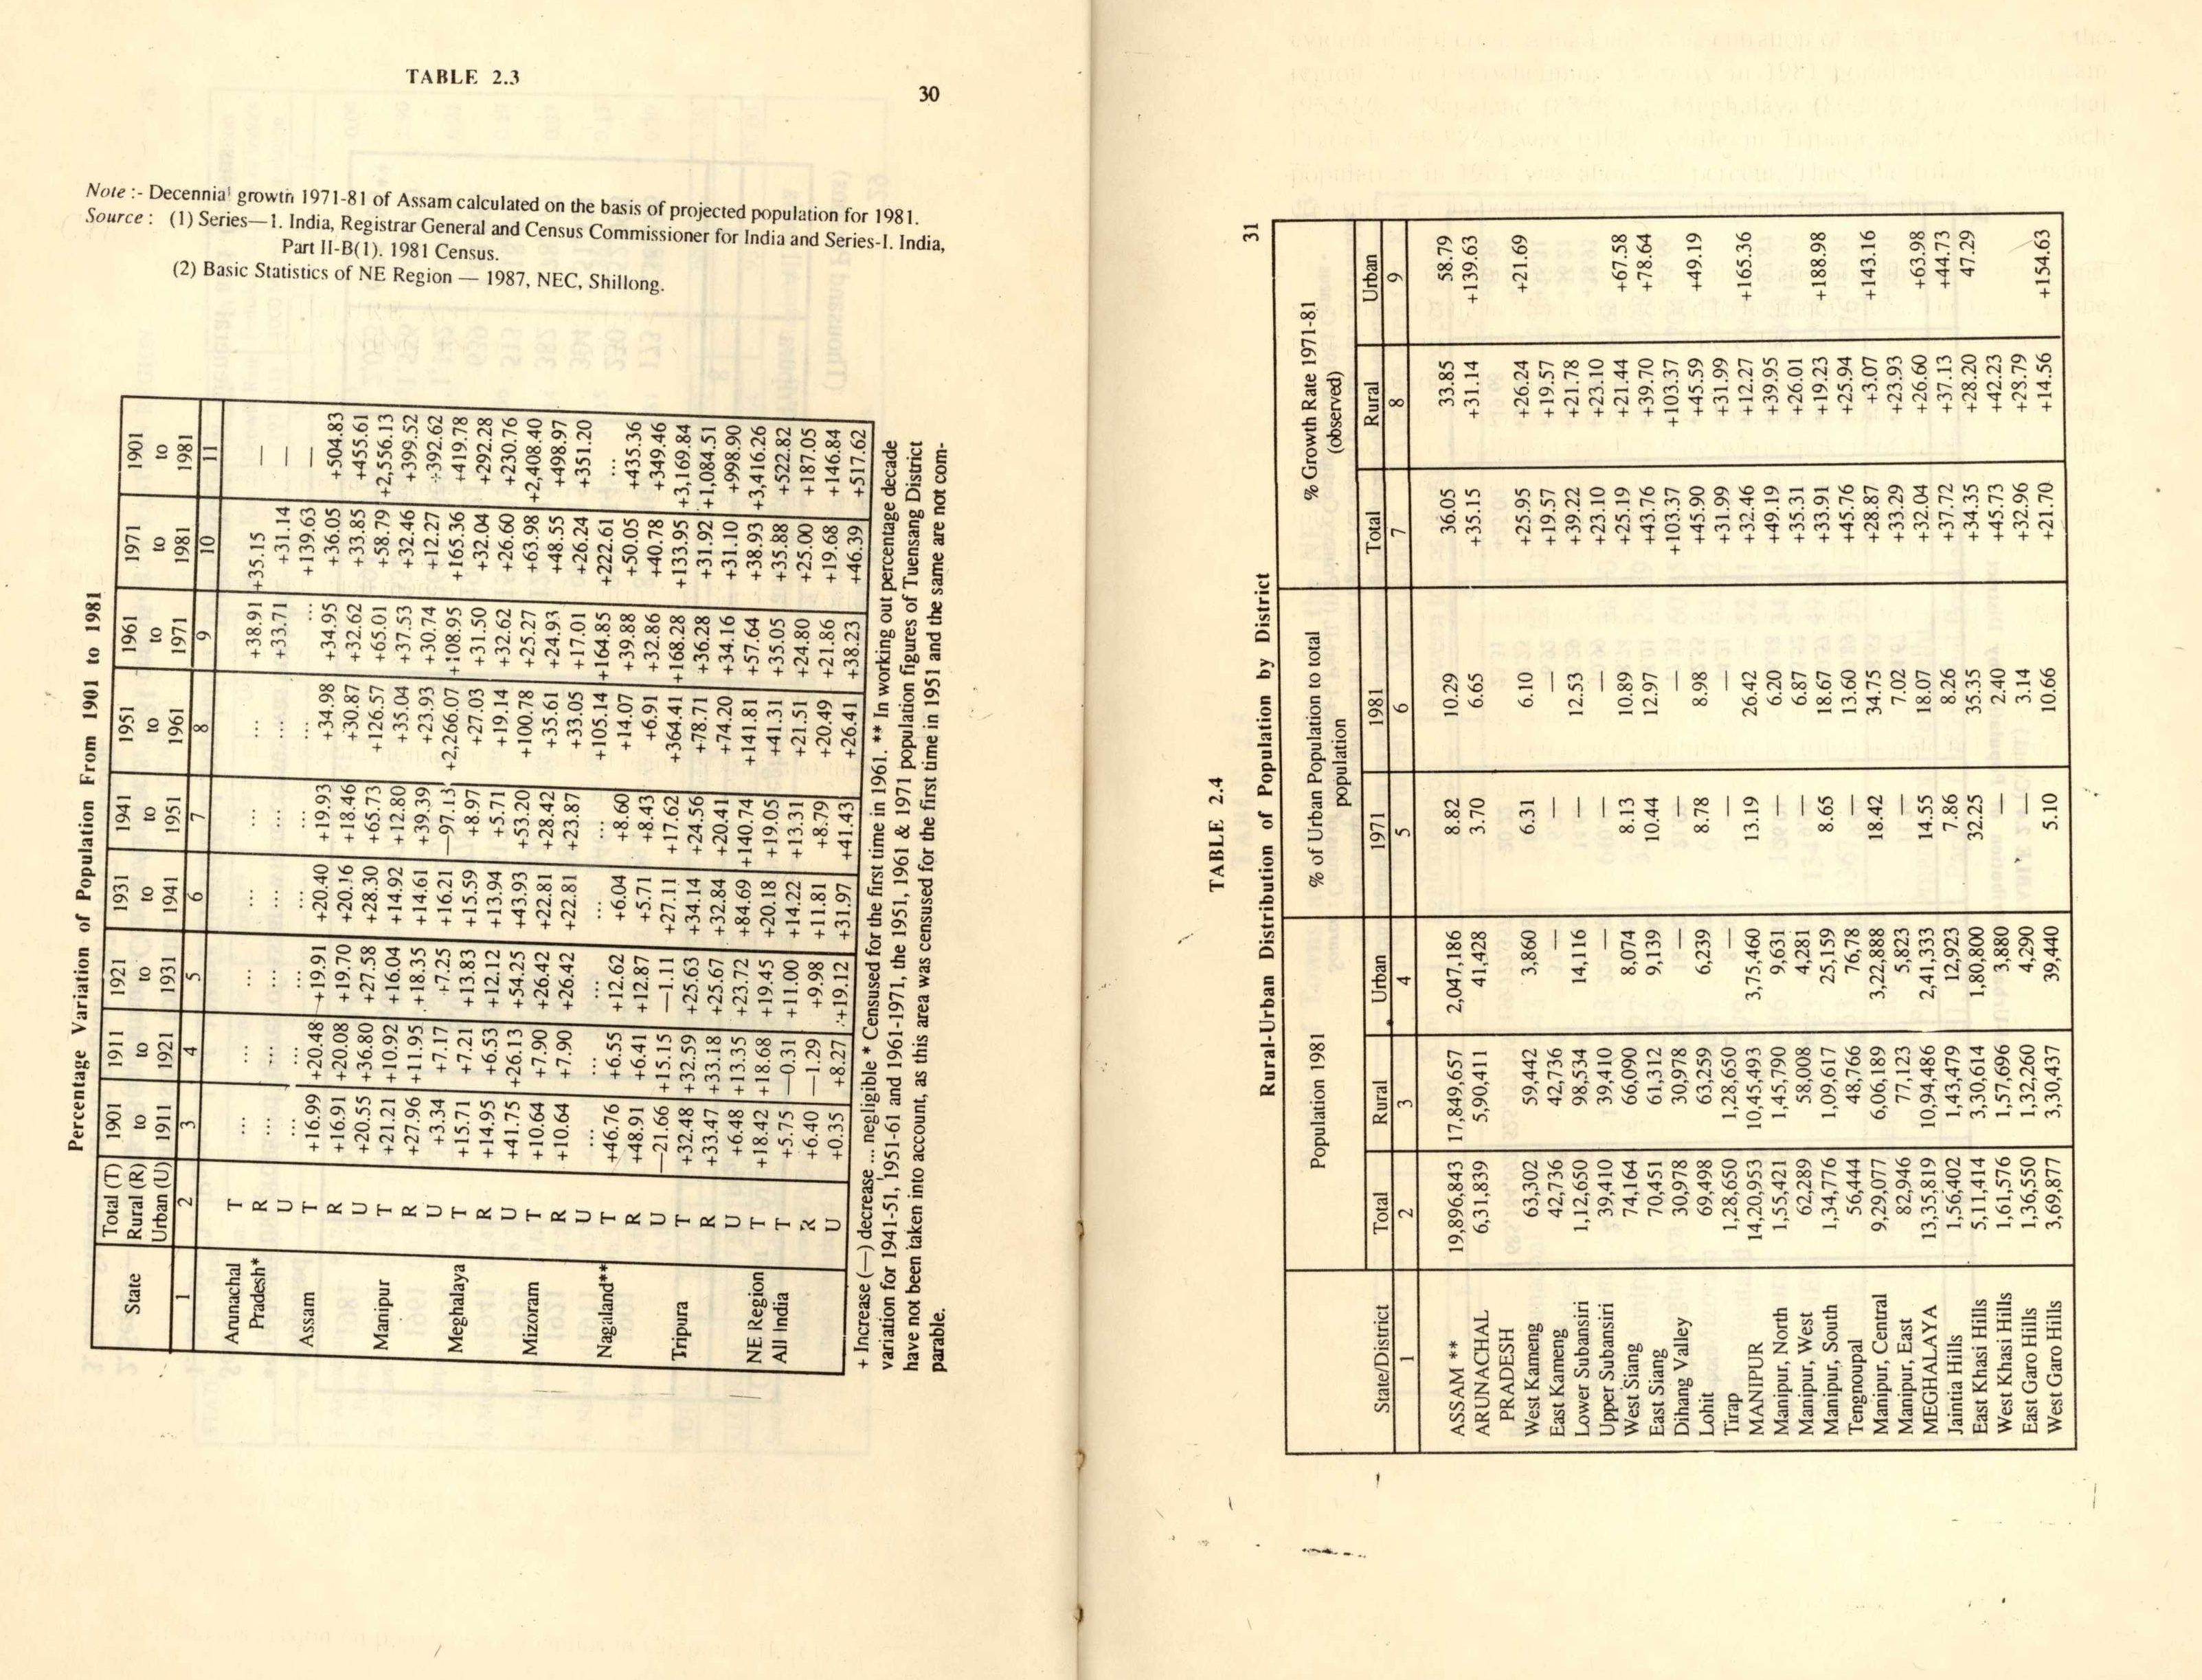 TABLE 2.3
30
Note :- Decennial growth 1971-81 of Assam calculated on the basis of projected population for 1981.
Source : (1) Series—1. India, Registrar General and Census Commissioner for India and Series-I. India,
Part II-B(1). 1981 Census.
(2) Basic Statistics of NE Region — 1987, NEC, Shillong.
Percentage Variation of Population From 1901 to 1981
State Total (T) 1901 1911 1921 1931 1941 1951 1961 1971 1901
Rural (R) to to to to to to to to to
Urban (U) 1911 1921 1931 1941 1951 1961 1971 1981 1981
1 2 3 4 5 6 7 8 9 10 11
Arunachal T ... ... ... ... ... ... +38.91 +35.15 —
Pradesh* R ... ... ... ... ... ... +33.71 +31.14 —
U ... ... ... ... ... ... ... +139.63 —
Assam T +16.99 +20.48 +19.91 +20.40 +19.93 +34.98 +34.95 +36.05 +504.83
R +16.91 +20.08 +19.70 +20.16 +18.46 +30.87 +32.62 +33.85 +455.61
U +20.55 +36.80 +27.58 +28.30 +65.73 +126.57 +65.01 +58.79 +2,556.13
Manipur T +21.21 +10.92 +16.04 +14.92 +12.80 +35.04 +37.53 +32.46 +399.52
R +27.96 +11.95 +18.35 +14.61 +39.39 +23.93 +30.74 +12.27 +392.62
U +3.34 +7.17 +7.25 +16.21 —97.13 +2,266.07 +108.95 +165.36 +419.78
Meghalaya T +15.71 +7.21 +13.83 +15.59 +8.97 +27.03 +31.50 +32.04 +292.28
R +14.95 +6.53 +12.12 +13.94 +5.71 +19.14 +32.62 +26.60 +230.76
U +41.75 +26.13 +54.25 +43.93 +53.20 +100.78 +25.27 +63.98 +2,408.40
Mizoram T +10.64 +7.90 +26.42 +22.81 +28.42 +35.61 +24.93 +48.55 +498.97
R +10.64 +7.90 +26.42 +22.81 +23.87 +33.05 +17.01 +26.24 +351.20
U ... ... ... ... ... +105.14 +164.85 +222.61 ...
Nagaland** T +46.76 +6.55 +12.62 +6.04 +8.60 +14.07 +39.88 +50.05 +435.36
R +48.91 +6.41 +12.87 +5.71 +8.43 +6.91 +32.86 +40.78 +349.46
U —21.66 +15.15 —1.11 +27.11 +17.62 +364.41 +168.28 +133.95 +3,169.84
Tripura T +32.48 +32.59 +25.63 +34.14 +24.56 +78.71 +36.28 +31.92 +1,084.51
R +33.47 +33.18 +25.67 +32.84 +20.41 +74.20 +34.16 +31.10 +998.90
U +6.48 +13.35 +23.72 +84.69 +140.74 +141.81 +57.64 +38.93 +3,416.26
NE Region T +18.42 +18.68 +19.45 +20.18 +19.05 +41.31 +35.05 +35.88 +522.82
All India T +5.75 —0.31 +11.00 +14.22 +13.31 +21.51 +24.80 +25.00 +187.05
R +6.40 —1.29 +9.98 +11.81 +8.79 +20.49 +21.86 +19.68 +146.84
U +0.35 +8.27 +19.12 +31.97 +41.43 +26.41 +38.23 +46.39 +517.62
+ Increase (—) decrease ... negligible * Censused for the first time in 1961. ** In working out percentage decade
variation for 1941-51, 1951-61 and 1961-1971, the 1951, 1961 & 1971 population figures of Tuensang District
have not been taken into account, as this area was censused for the first time in 1951 and the same are not com-
parable.
31
TABLE 2.4
Rural-Urban Distribution of Population by District
State/District Population 1981 % of Urban Population to total % Growth Rate 1971-81
population (observed)
Total Rural Urban 1971 1981 Total Rural Urban
1 2 3 4 5 6 7 8 9
ASSAM ** 19,896,843 17,849,657 2,047,186 8.82 10.29 36.05 33.85 58.79
ARUNACHAL 6,31,839 5,90,411 41,428 3.70 6.65 +35.15 +31.14 +139.63
PRADESH
West Kameng 63,302 59,442 3,860 6.31 6.10 +25.95 +26.24 +21.69
East Kameng 42,736 42,736 — — — +19.57 +19.57
Lower Subansiri 1,12,650 98,534 14,116 — 12.53 +39.22 +21.78
Upper Subansiri 39,410 39,410 — — — +23.10 +23.10
West Siang 74,164 66,090 8,074 8.13 10.89 +25.19 +21.44 +67.58
East Siang 70,451 61,312 9,139 10.44 12.97 +43.76 +39.70 +78.64
Dihang Valley 30,978 30,978 — — — +103.37 +103.37
Lohit 69,498 63,259 6,239 8.78 8.98 +45.90 +45.59 +49.19
Tirap 1,28,650 1,28,650 — — — +31.99 +31.99
MANIPUR 14,20,953 10,45,493 3,75,460 13.19 26.42 +32.46 +12.27 +165.36
Manipur, North 1,55,421 1,45,790 9,631 — 6.20 +49.19 +39.95
Manipur, West 62,289 58,008 4,281 — 6.87 +35.31 +26.01
Manipur, South 1,34,776 1,09,617 25,159 8.65 18.67 +33.91 +19.23 +188.98
Tengnoupal 56,444 48,766 76,78 — 13.60 +45.76 +25.94
Manipur, Central 9,29,077 6,06,189 3,22,888 18.42 34.75 +28.87 +3.07 +143.16
Manipur, East 82,946 77,123 5,823 — 7.02 +33.29 +23.93
MEGHALAYA 13,35,819 10,94,486 2,41,333 14.55 18.07 +32.04 +26.60 +63.98
Jaintia Hills 1,56,402 1,43,479 12,923 7.86 8.26 +37.72 +37.13 +44.73
East Khasi Hills 5,11,414 3,30,614 1,80,800 32.25 35.35 +34.35 +28.20 47.29
West Khasi Hills 1,61,576 1,57,696 3,880 — 2.40 +45.73 +42.23
East Garo Hills 1,36,550 1,32,260 4,290 — 3.14 +32.96 +28.79
West Garo Hills 3,69,877 3,30,437 39,440 5.10 10.66 +21.70 +14.56 +154.63